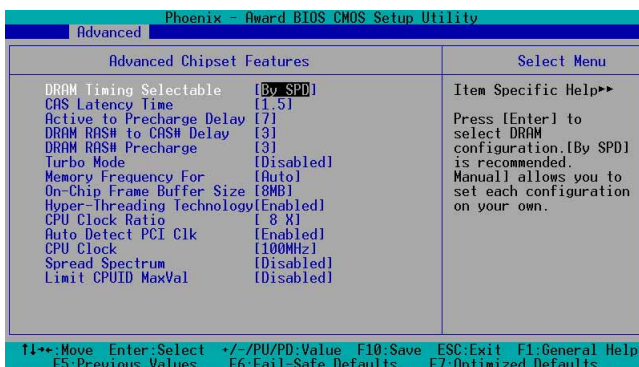 Phoenix - Award BIOS CMOS Setup Utility
Advanced
Advanced Chipset Features
Select Menu
DRAM Timing Selectable [By SPD]
CAS Latency Time [1.5]
Active to Precharge Delay [7]
DRAM RAS# to CAS# Delay [3]
DRAM RAS# Precharge [3]
Turbo Mode [Disabled]
Memory Frequency For [Auto]
On-Chip Frame Buffer Size [8MB]
Hyper-Threading Technology[Enabled]
CPU Clock Ratio [ 8 X]
Auto Detect PCI Clk [Enabled]
CPU Clock [100MHz]
Spread Spectrum [Disabled]
Limit CPUID MaxVal [Disabled]
Item Specific Help▸▸
Press [Enter] to
select DRAM
configuration.[By SPD]
is recommended.
Manual] allows you to
set each configuration
on your own.
↑↓→←:Move Enter:Select +/-/PU/PD:Value F10:Save ESC:Exit F1:General Help
F5:Previous Values F6:Fail-Safe Defaults F7:Optimized Defaults